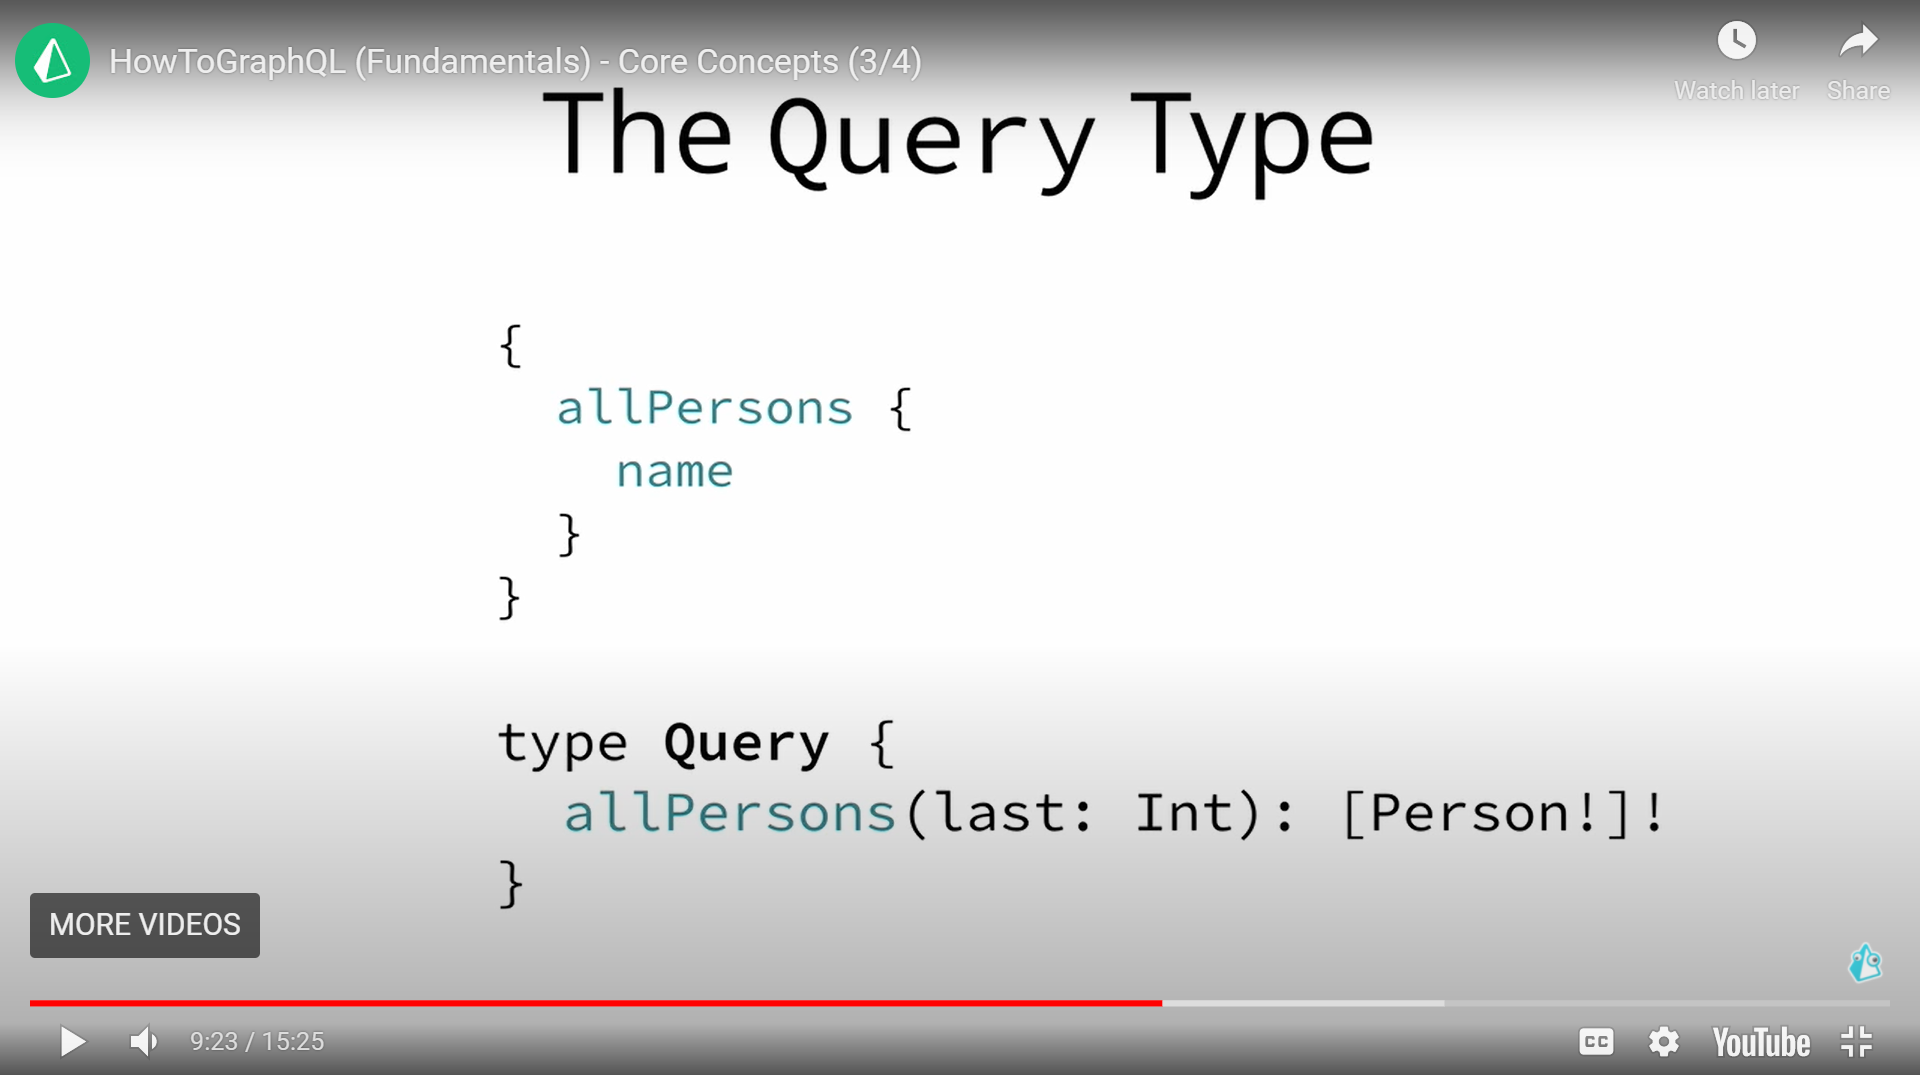 HowToGraphQL (Fundamentals) - Core Concepts (3/4)
Watch later
Share
The Query Type
{
  allPersons {
    name
  }
}
type Query {
  allPersons(last: Int): [Person!]!
}
MORE VIDEOS
9:23 / 15:25
CC
YouTube